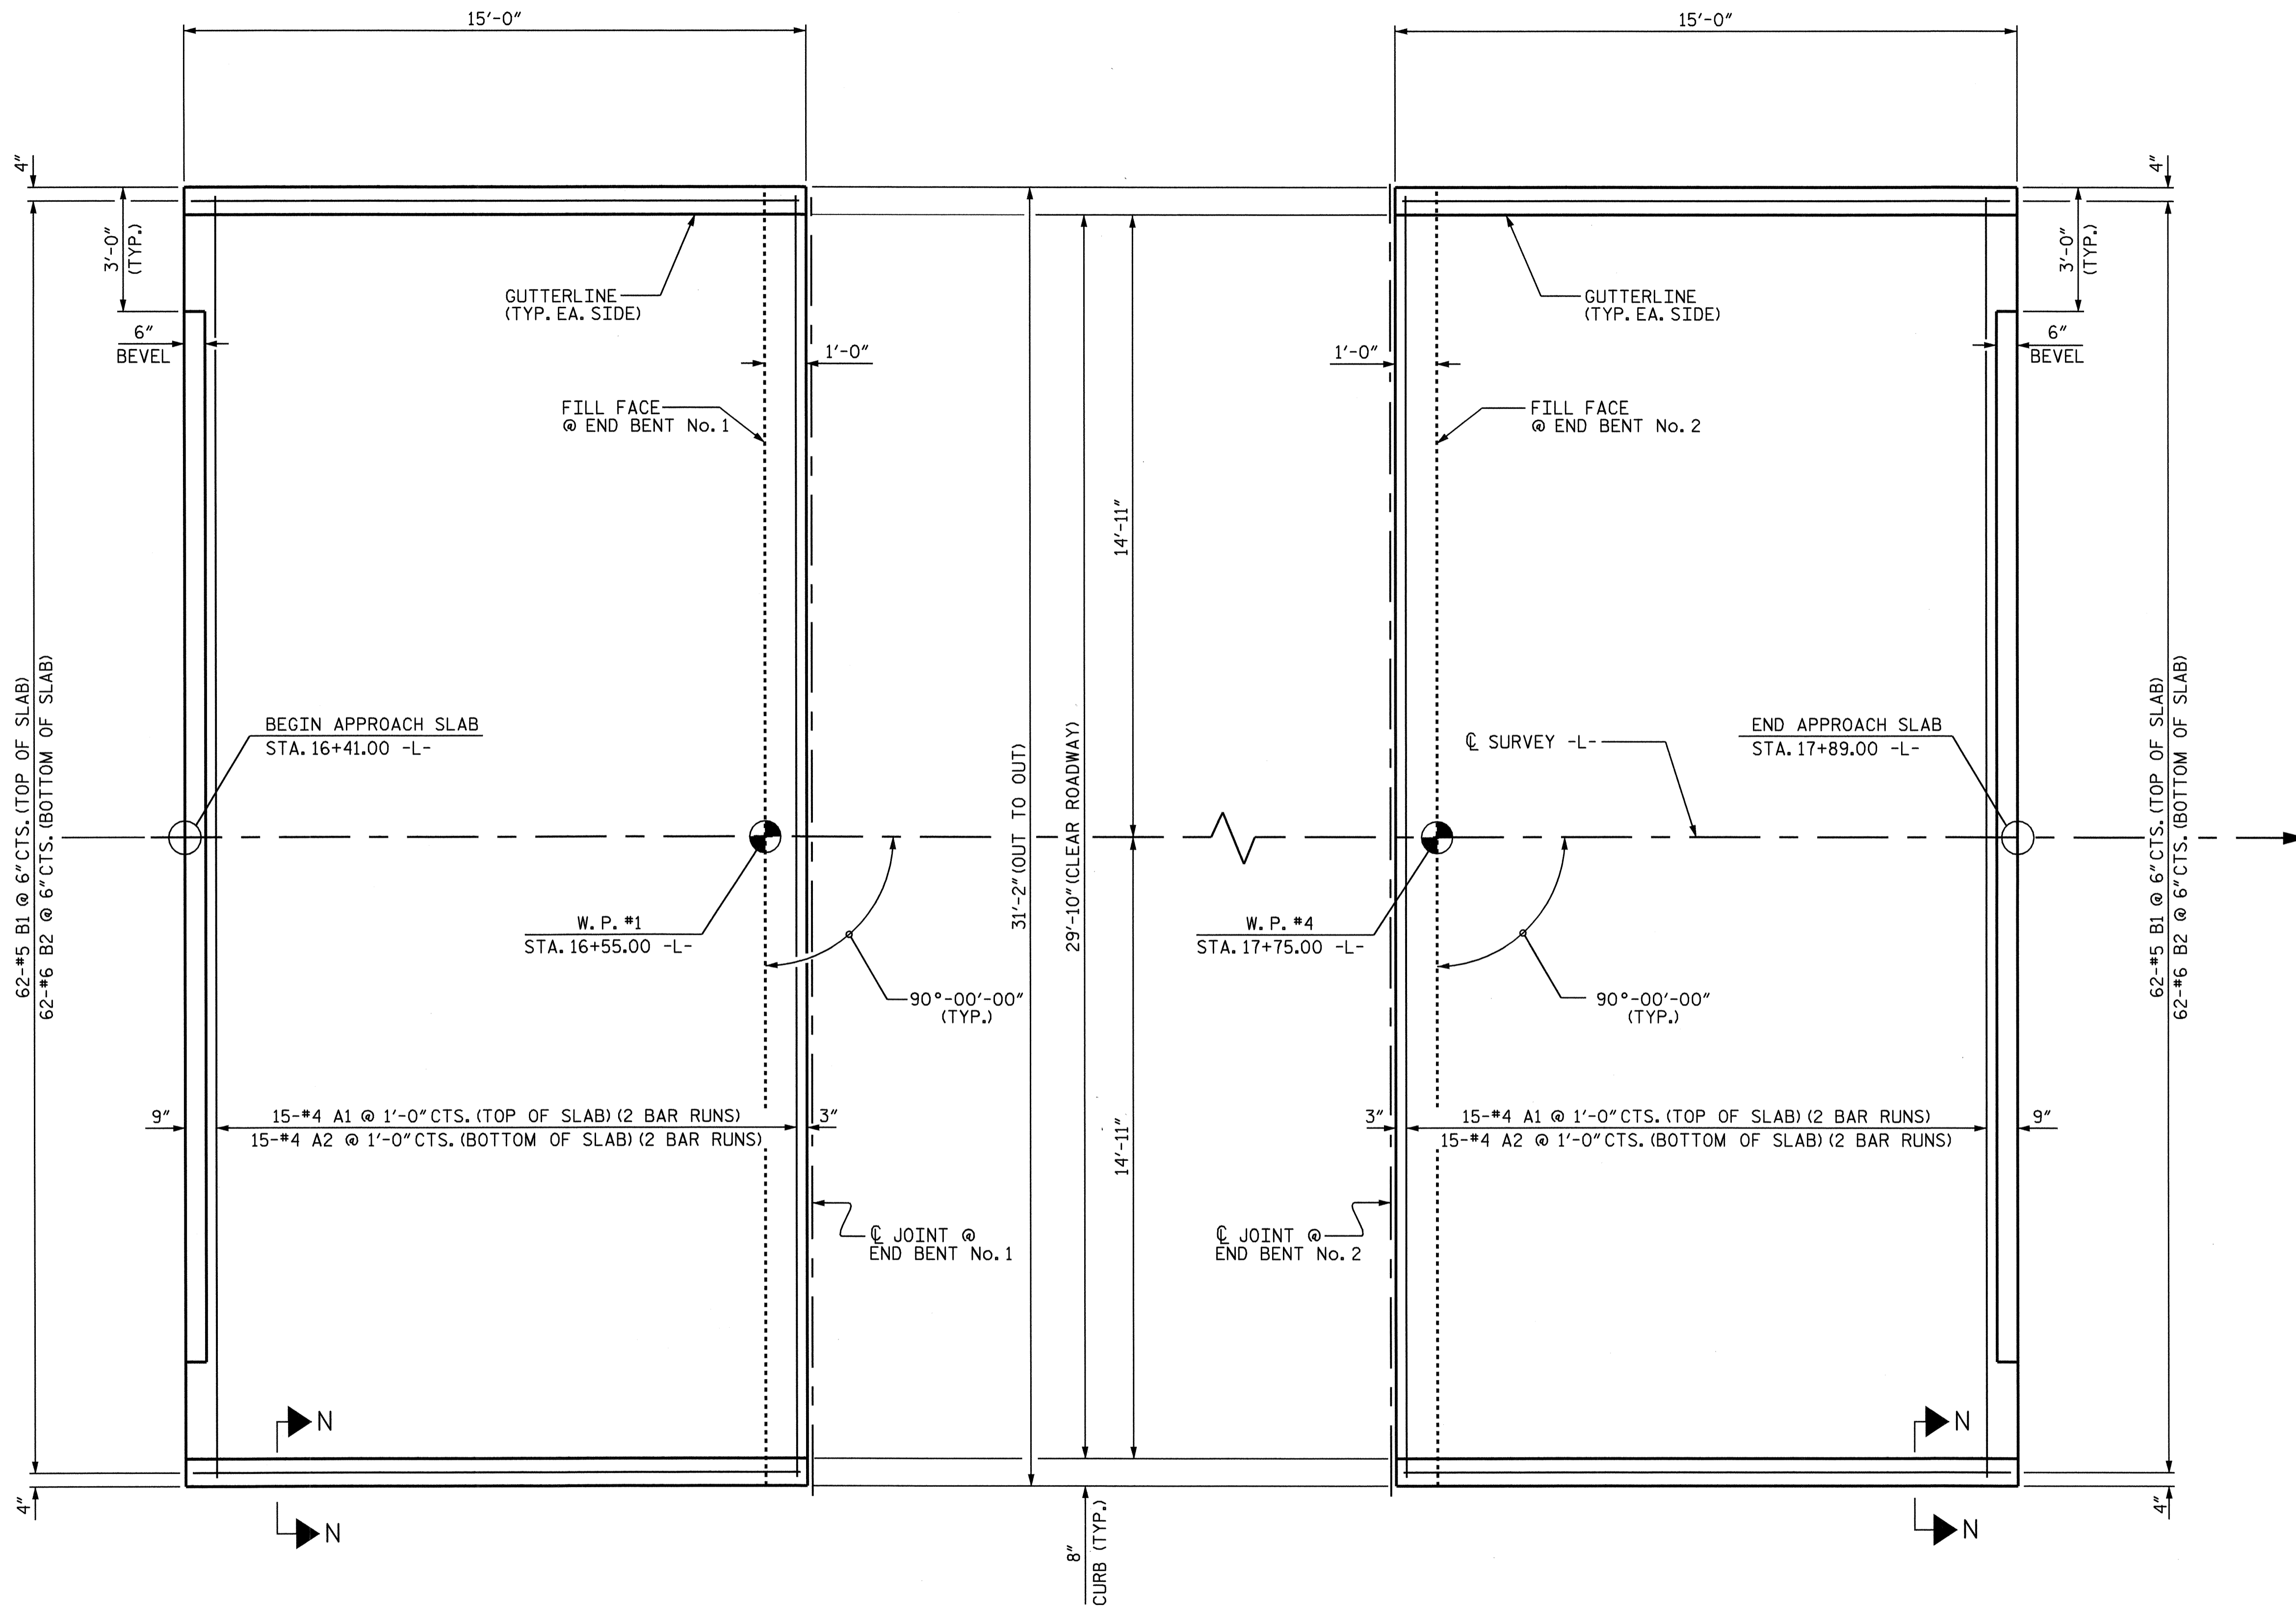 15'-0"
15'-0"
4"
4"
3'-0"
(TYP.)
3'-0"
(TYP.)
GUTTERLINE
(TYP. EA. SIDE)
GUTTERLINE
(TYP. EA. SIDE)
6"
BEVEL
6"
BEVEL
1'-0"
1'-0"
FILL FACE
@ END BENT No. 1
FILL FACE
@ END BENT No. 2
14'-11"
62-#5 B1 @ 6" CTS. (TOP OF SLAB)
62-#6 B2 @ 6" CTS. (BOTTOM OF SLAB)
BEGIN APPROACH SLAB
STA. 16+41.00 -L-
31'-2" (OUT TO OUT)
29'-10" (CLEAR ROADWAY)
℄ SURVEY -L-
END APPROACH SLAB
STA. 17+89.00 -L-
62-#5 B1 @ 6" CTS. (TOP OF SLAB)
62-#6 B2 @ 6" CTS. (BOTTOM OF SLAB)
W. P. #1
STA. 16+55.00 -L-
W. P. #4
STA. 17+75.00 -L-
90°-00'-00"
(TYP.)
90°-00'-00"
(TYP.)
9"
15-#4 A1 @ 1'-0" CTS. (TOP OF SLAB) (2 BAR RUNS)
15-#4 A2 @ 1'-0" CTS. (BOTTOM OF SLAB) (2 BAR RUNS)
3"
14'-11"
3"
15-#4 A1 @ 1'-0" CTS. (TOP OF SLAB) (2 BAR RUNS)
15-#4 A2 @ 1'-0" CTS. (BOTTOM OF SLAB) (2 BAR RUNS)
9"
℄ JOINT @
END BENT No. 1
℄ JOINT @
END BENT No. 2
N
N
4"
4"
N
N
8"
CURB (TYP.)